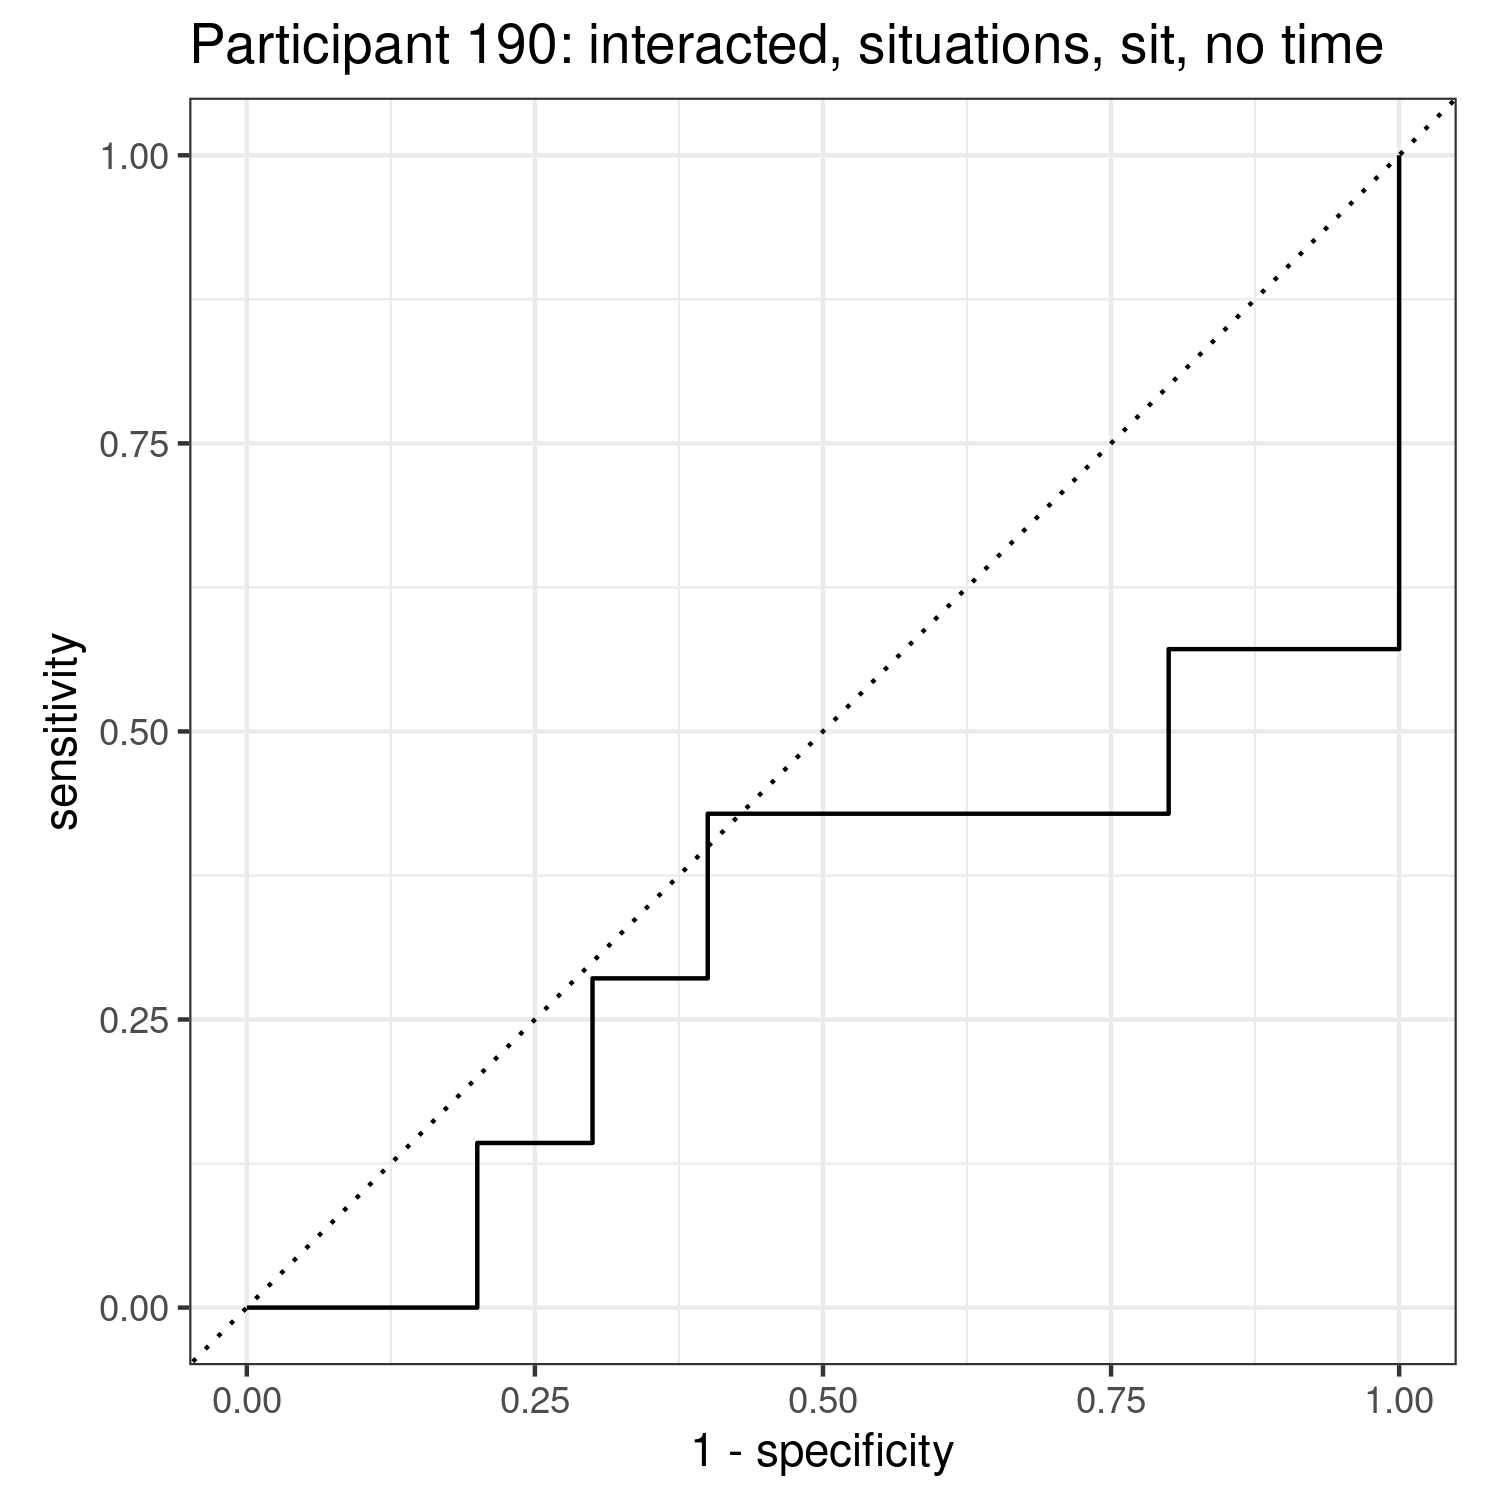 Participant 190: interacted, situations, sit, no time
1.00
0.75
0.50
0.25
0.00
sensitivity
0.00 0.25 0.50 0.75 1.00
1 - specificity